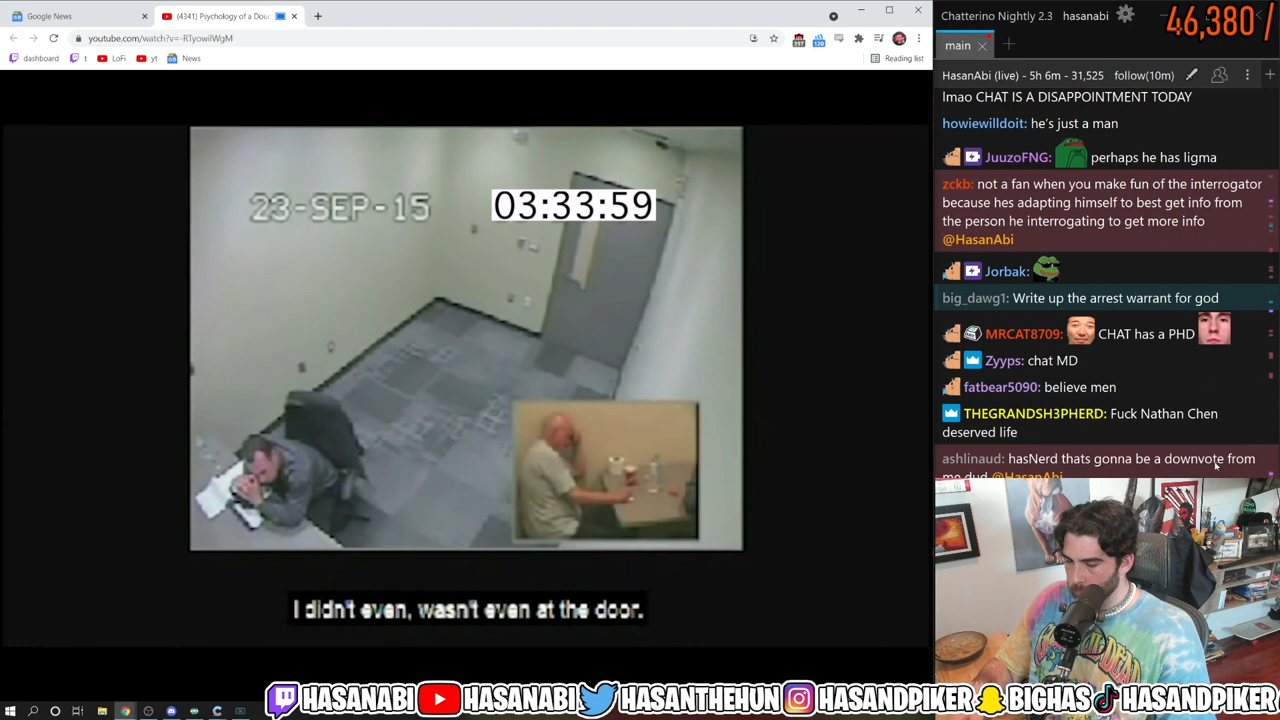 Google News
(4341) Psychology of a Dou
youtube.com/watch?v=-RTyowilWgM
397
120
dashboard
t
LoFi
yt
News
Reading list
Chatterino Nightly 2.3
hasanabi
46,380 /
main
HasanAbi (live) - 5h 6m - 31,525
follow(10m)
lmao CHAT IS A DISAPPOINTMENT TODAY
howiewilldoit: he's just a man
JuuzoFNG: perhaps he has ligma
zckb: not a fan when you make fun of the interrogator
because hes adapting himself to best get info from
the person he interrogating to get more info
@HasanAbi
Jorbak:
big_dawg1: Write up the arrest warrant for god
MRCAT8709: CHAT has a PHD
Zyyps: chat MD
fatbear5090: believe men
THEGRANDSH3PHERD: Fuck Nathan Chen
deserved life
ashlinaud: hasNerd thats gonna be a downvote from
me dud @HasanAbi
23-SEP-15
03:33:59
I didn't even, wasn't even at the door.
HASANABI
HASANABI
HASANTHEHUN
HASANDPIKER
BIGHAS
HASANDPIKER